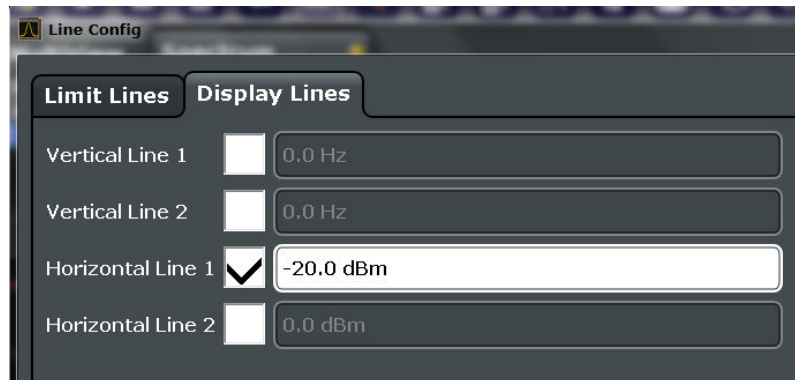 Line Config
Spectrum
Limit Lines
Display Lines
Vertical Line 1
0.0 Hz
Vertical Line 2
0.0 Hz
Horizontal Line 1
-20.0 dBm
Horizontal Line 2
0.0 dBm